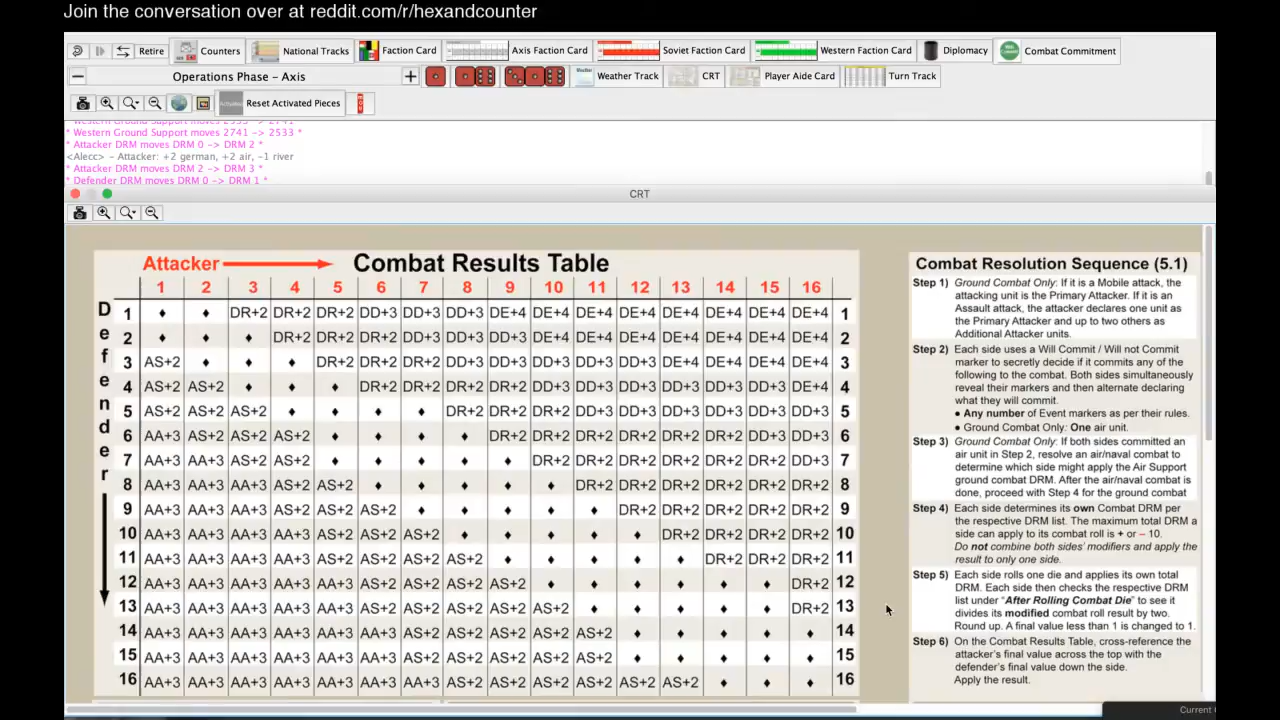 Join the conversation over at reddit.com/r/hexandcounter
Retire Counters National Tracks Faction Card Axis Faction Card Soviet Faction Card Western Faction Card Diplomacy Combat Commitment
Operations Phase - Axis Weather Track CRT Player Aide Card Turn Track
Reset Activated Pieces
* Western Ground Support moves 2741 -> 2533 *
* Attacker DRM moves DRM 0 -> DRM 2 *
<Alecc> - Attacker: +2 german, +2 air, -1 river
* Attacker DRM moves DRM 2 -> DRM 3 *
* Defender DRM moves DRM 0 -> DRM 1 *
CRT
Attacker Combat Results Table
1 2 3 4 5 6 7 8 9 10 11 12 13 14 15 16
Defender
1 ♦ ♦ DR+2 DR+2 DR+2 DD+3 DD+3 DD+3 DE+4 DE+4 DE+4 DE+4 DE+4 DE+4 DE+4 DE+4 1
2 ♦ ♦ ♦ DR+2 DR+2 DR+2 DD+3 DD+3 DD+3 DE+4 DE+4 DE+4 DE+4 DE+4 DE+4 DE+4 2
3 AS+2 ♦ ♦ ♦ DR+2 DR+2 DR+2 DD+3 DD+3 DD+3 DD+3 DD+3 DE+4 DE+4 DE+4 DE+4 3
4 AS+2 AS+2 ♦ ♦ ♦ DR+2 DR+2 DR+2 DR+2 DD+3 DD+3 DD+3 DD+3 DD+3 DE+4 DE+4 4
5 AS+2 AS+2 AS+2 ♦ ♦ ♦ ♦ DR+2 DR+2 DR+2 DD+3 DD+3 DD+3 DD+3 DD+3 DD+3 5
6 AA+3 AS+2 AS+2 AS+2 ♦ ♦ ♦ ♦ DR+2 DR+2 DR+2 DR+2 DR+2 DR+2 DD+3 DD+3 6
7 AA+3 AA+3 AS+2 AS+2 ♦ ♦ ♦ ♦ ♦ DR+2 DR+2 DR+2 DR+2 DR+2 DR+2 DD+3 7
8 AA+3 AA+3 AA+3 AS+2 AS+2 ♦ ♦ ♦ ♦ ♦ DR+2 DR+2 DR+2 DR+2 DR+2 DR+2 8
9 AA+3 AA+3 AA+3 AS+2 AS+2 AS+2 ♦ ♦ ♦ ♦ ♦ DR+2 DR+2 DR+2 DR+2 DR+2 9
10 AA+3 AA+3 AA+3 AA+3 AS+2 AS+2 AS+2 ♦ ♦ ♦ ♦ ♦ DR+2 DR+2 DR+2 DR+2 10
11 AA+3 AA+3 AA+3 AA+3 AS+2 AS+2 AS+2 AS+2 ♦ ♦ ♦ ♦ ♦ DR+2 DR+2 DR+2 11
12 AA+3 AA+3 AA+3 AA+3 AA+3 AS+2 AS+2 AS+2 AS+2 ♦ ♦ ♦ ♦ ♦ ♦ DR+2 12
13 AA+3 AA+3 AA+3 AA+3 AA+3 AS+2 AS+2 AS+2 AS+2 AS+2 ♦ ♦ ♦ ♦ ♦ DR+2 13
14 AA+3 AA+3 AA+3 AA+3 AA+3 AA+3 AS+2 AS+2 AS+2 AS+2 AS+2 ♦ ♦ ♦ ♦ ♦ 14
15 AA+3 AA+3 AA+3 AA+3 AA+3 AA+3 AS+2 AS+2 AS+2 AS+2 AS+2 ♦ ♦ ♦ ♦ ♦ 15
16 AA+3 AA+3 AA+3 AA+3 AA+3 AA+3 AA+3 AS+2 AS+2 AS+2 AS+2 AS+2 AS+2 ♦ ♦ ♦ 16
Combat Resolution Sequence (5.1)
Step 1) Ground Combat Only: If it is a Mobile attack, the
attacking unit is the Primary Attacker. If it is an
Assault attack, the attacker declares one unit as
the Primary Attacker and up to two others as
Additional Attacker units.
Step 2) Each side uses a Will Commit / Will not Commit
marker to secretly decide if it commits any of the
following to the combat. Both sides simultaneously
reveal their markers and then alternate declaring
what they will commit.
● Any number of Event markers as per their rules.
● Ground Combat Only: One air unit.
Step 3) Ground Combat Only: If both sides committed an
air unit in Step 2, resolve an air/naval combat to
determine which side might apply the Air Support
ground combat DRM. After the air/naval combat is
done, proceed with Step 4 for the ground combat
Step 4) Each side determines its own Combat DRM per
the respective DRM list. The maximum total DRM a
side can apply to its combat roll is + or – 10.
Do not combine both sides' modifiers and apply the
result to only one side.
Step 5) Each side rolls one die and applies its own total
DRM. Each side then checks the respective DRM
list under "After Rolling Combat Die" to see it
divides its modified combat roll result by two.
Round up. A final value less than 1 is changed to 1.
Step 6) On the Combat Results Table, cross-reference the
attacker's final value across the top with the
defender's final value down the side.
Apply the result.
Current